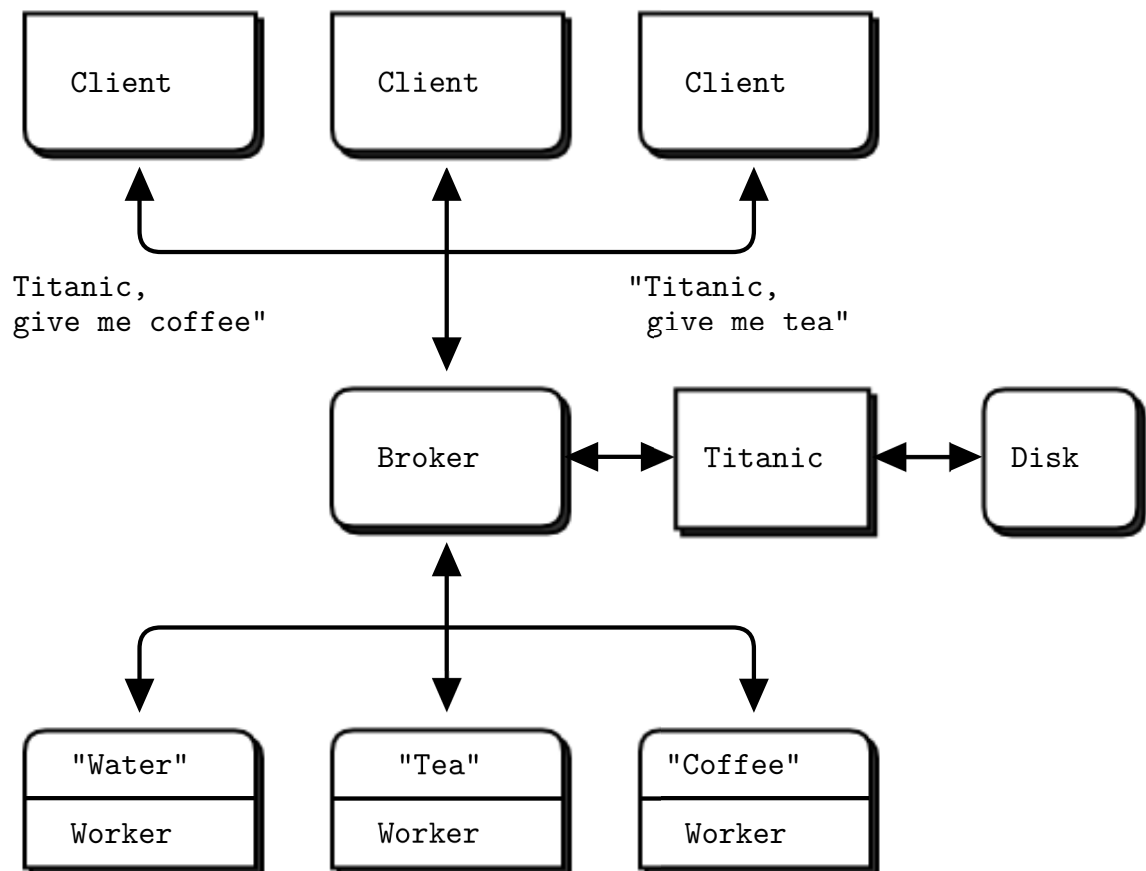 Client Client Client
Titanic,
give me coffee"
"Titanic,
give me tea"
Broker Titanic Disk
"Water" "Tea" "Coffee"
Worker Worker Worker